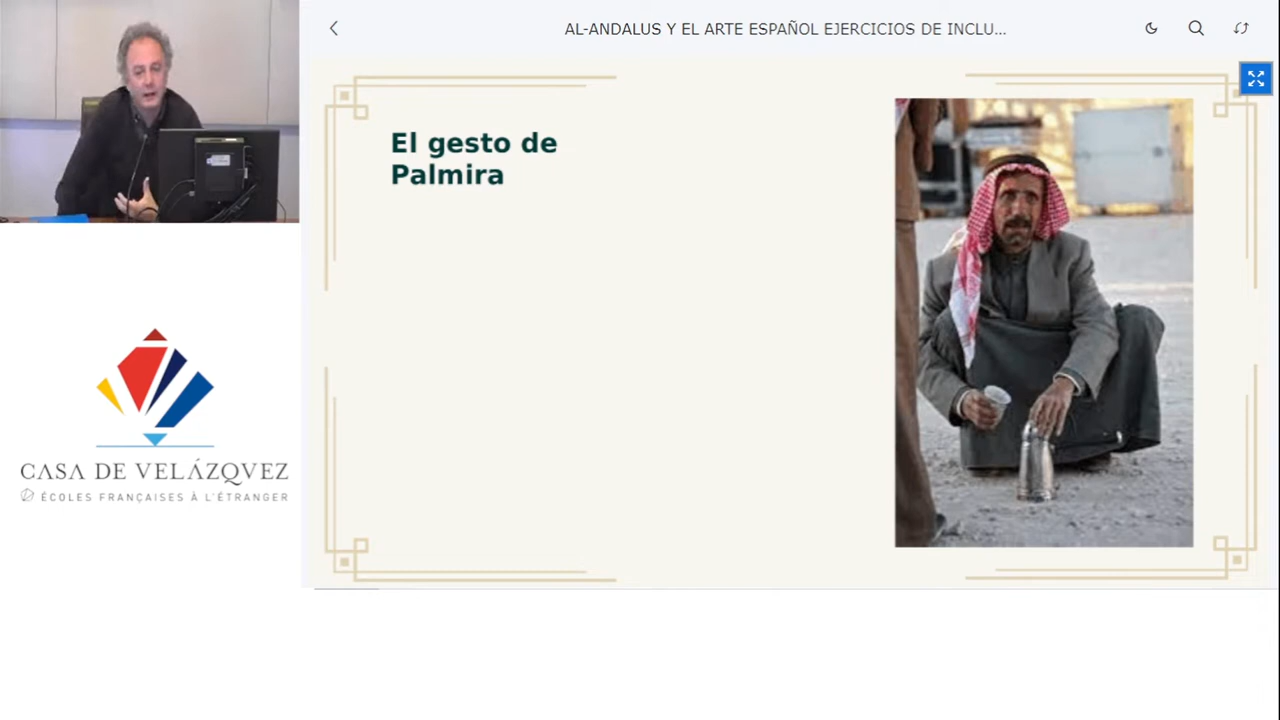 AL-ANDALUS Y EL ARTE ESPAÑOL EJERCICIOS DE INCLU...
El gesto de
Palmira
CASA DE VELÁZQVEZ
ÉCOLES FRANÇAISES À L'ÉTRANGER